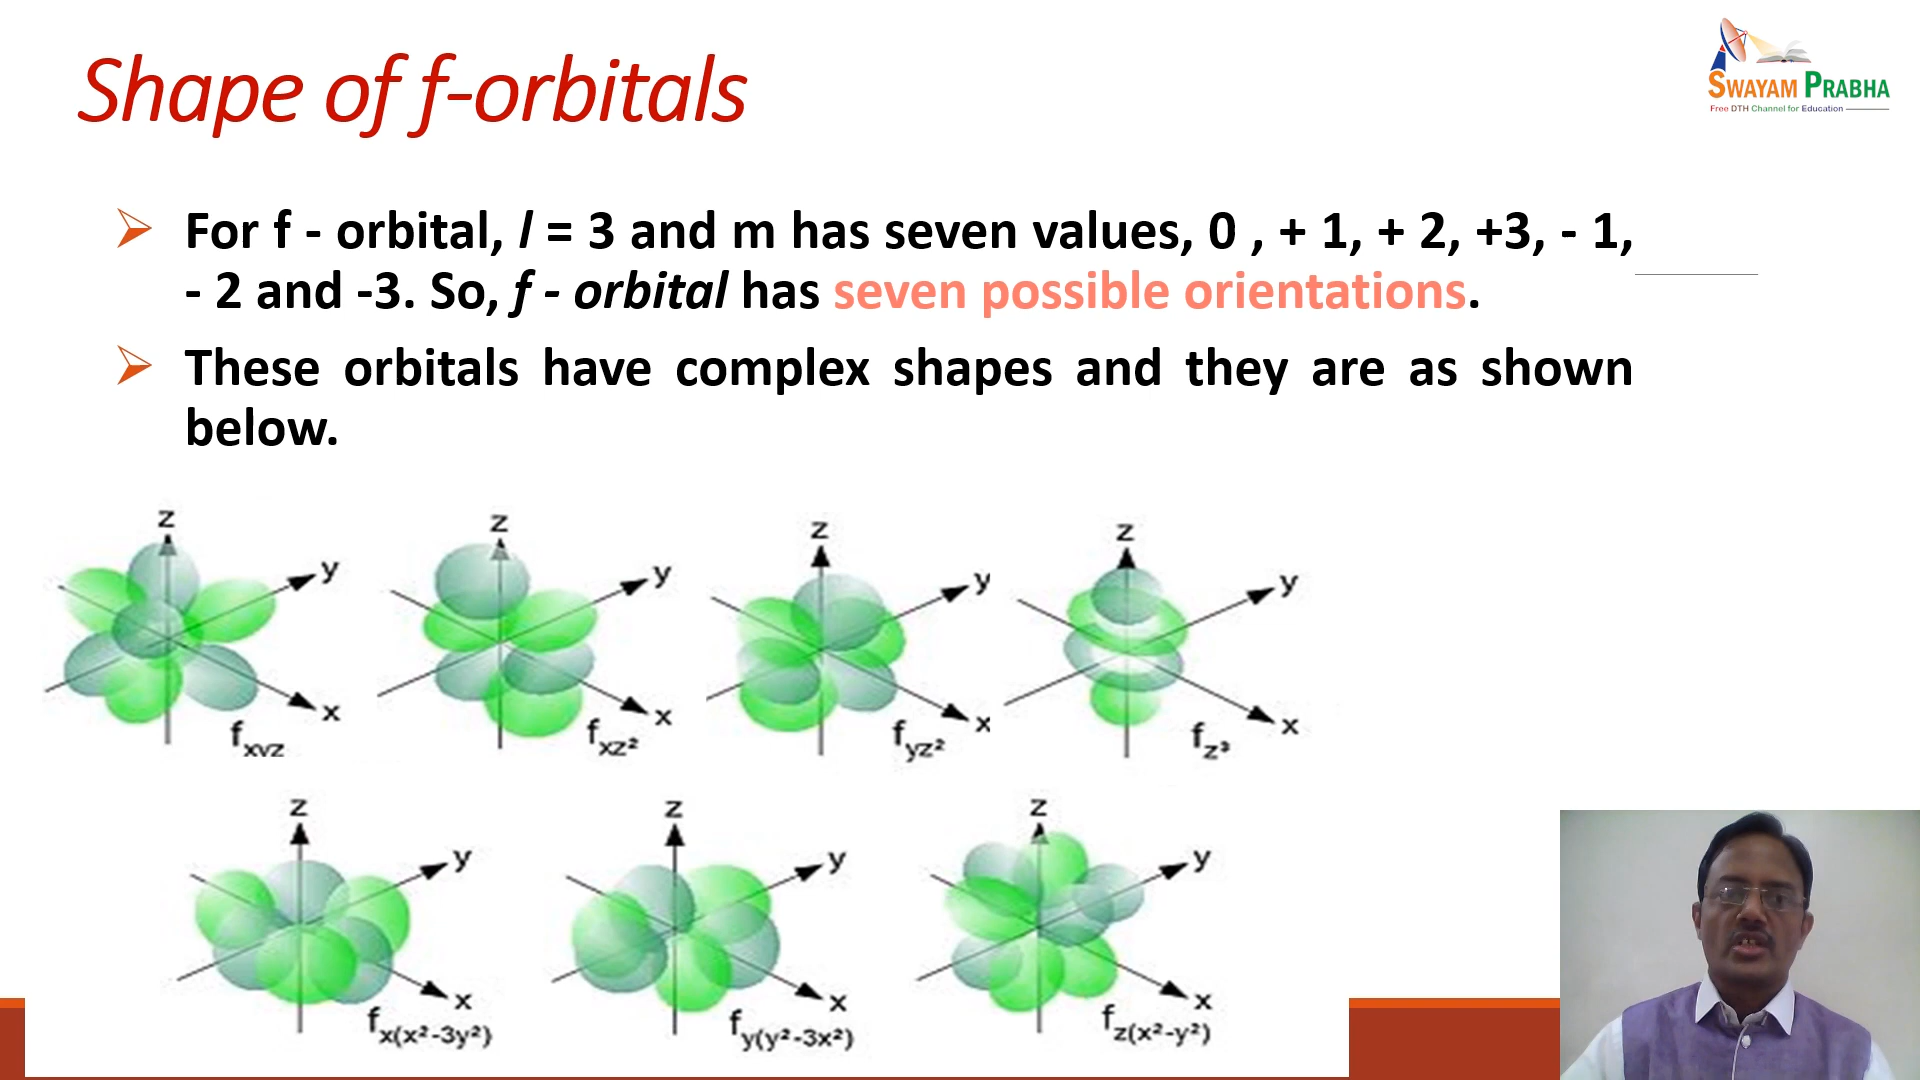 Shape of f-orbitals
SWAYAM PRABHA
Free DTH Channel for Education
For f - orbital, l = 3 and m has seven values, 0 , + 1, + 2, +3, - 1,
- 2 and -3. So, f - orbital has seven possible orientations.
These orbitals have complex shapes and they are as shown
below.
z y x fxyz
z y x fxz²
z y x fyz²
z y x fz³
z y x fx(x²-3y²)
z y x fy(y²-3x²)
z y x fz(x²-y²)